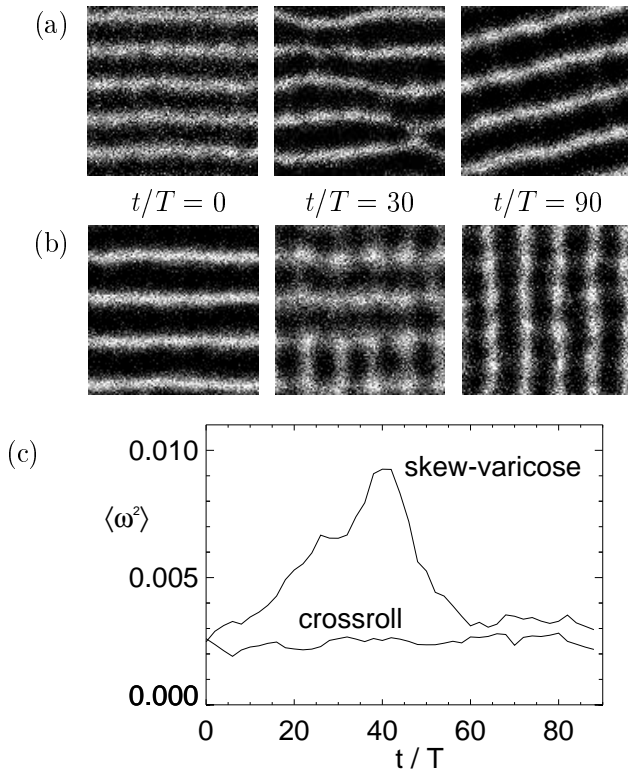 (a)
t/T = 0 t/T = 30 t/T = 90
(b)
(c)
0.010
skew-varicose
⟨ω²⟩
0.005
crossroll
0.000
0 20 40 60 80
t / T